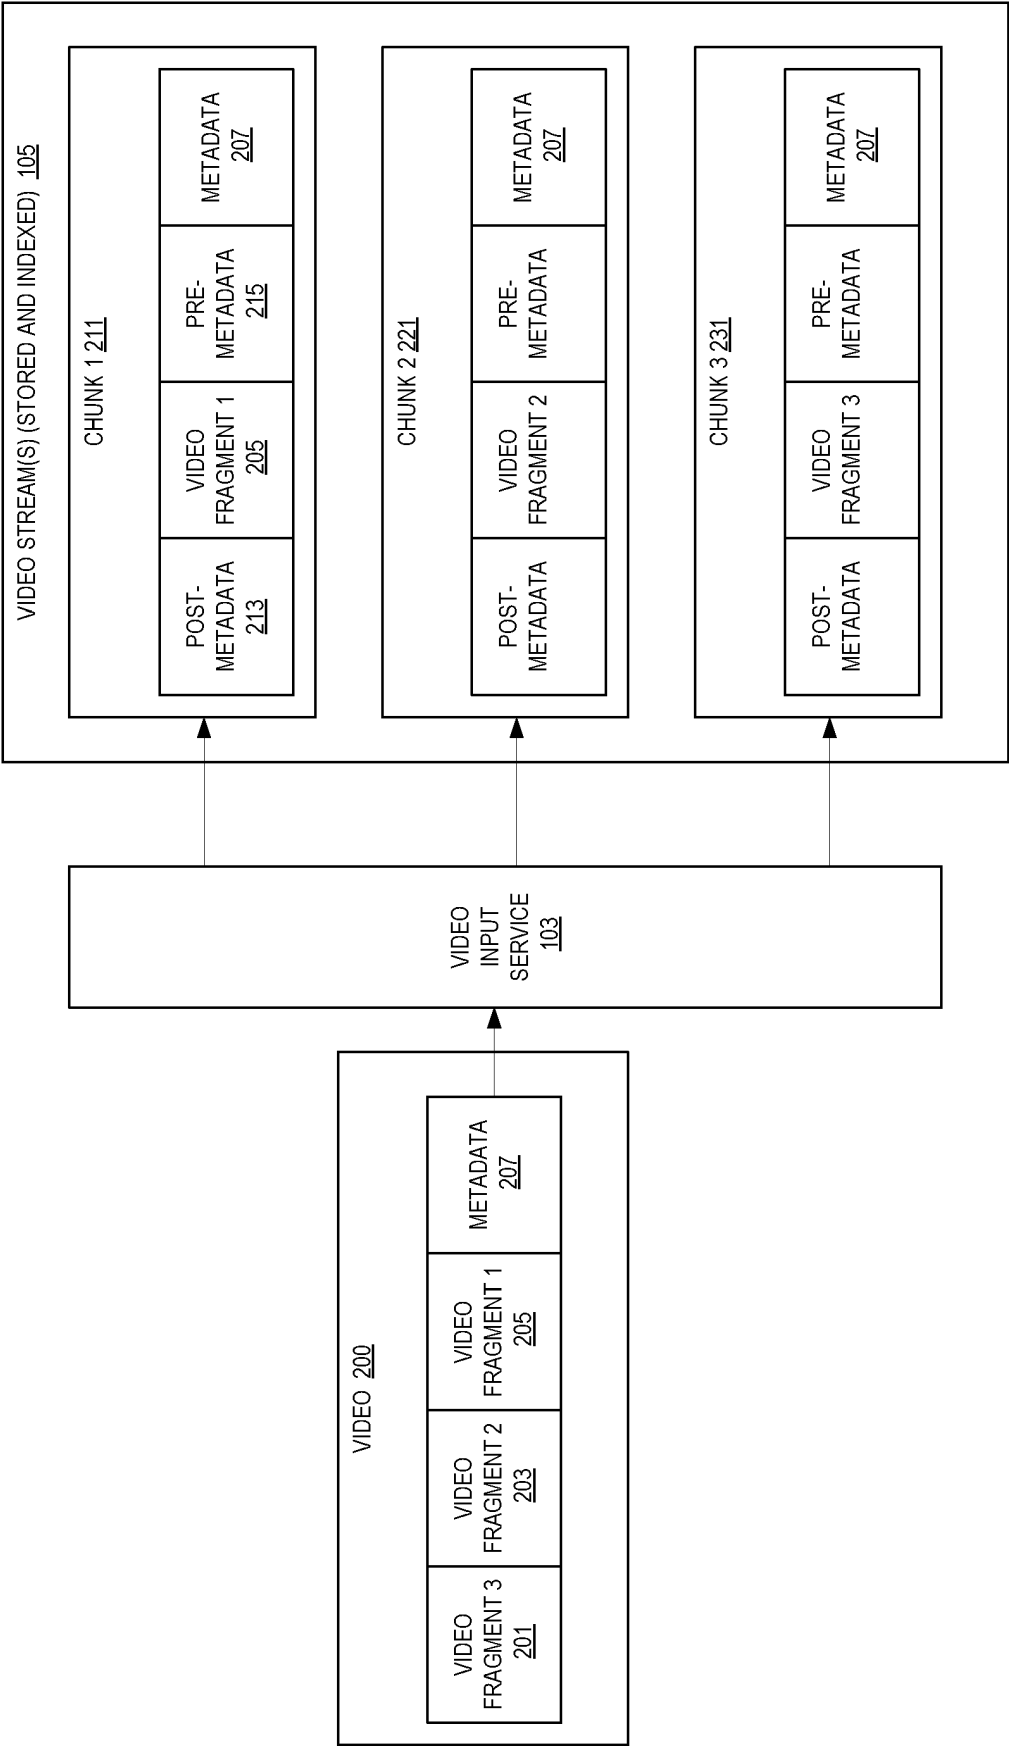 VIDEO 200
VIDEO
FRAGMENT 3
201
VIDEO
FRAGMENT 2
203
VIDEO
FRAGMENT 1
205
METADATA
207
VIDEO
INPUT
SERVICE
103
VIDEO STREAM(S) (STORED AND INDEXED) 105
CHUNK 1 211
POST-
METADATA
213
VIDEO
FRAGMENT 1
205
PRE-
METADATA
215
METADATA
207
CHUNK 2 221
POST-
METADATA
VIDEO
FRAGMENT 2
PRE-
METADATA
METADATA
207
CHUNK 3 231
POST-
METADATA
VIDEO
FRAGMENT 3
PRE-
METADATA
METADATA
207